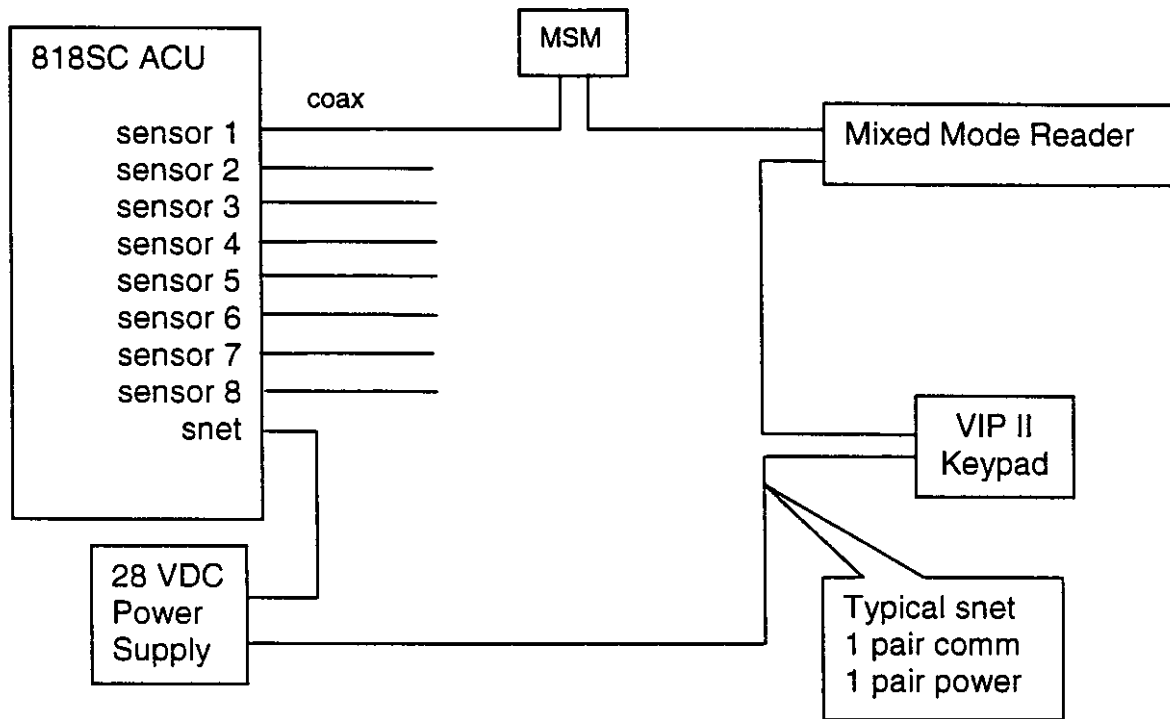 818SC ACU
MSM
coax
sensor 1
sensor 2
sensor 3
sensor 4
sensor 5
sensor 6
sensor 7
sensor 8
snet
Mixed Mode Reader
VIP II
Keypad
28 VDC
Power
Supply
Typical snet
1 pair comm
1 pair power